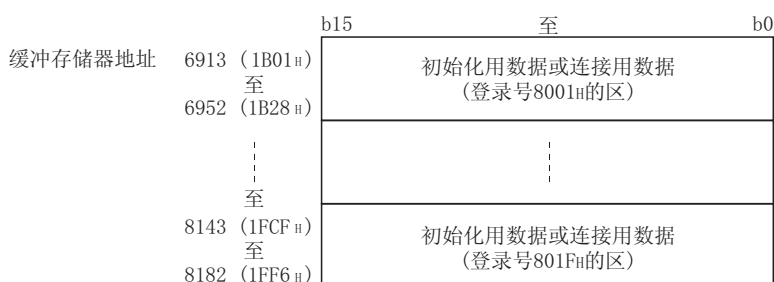 b15 至 b0
缓冲存储器地址 6913 (1B01H) 初始化用数据或连接用数据
至 (登录号8001H的区)
6952 (1B28H)
至
8143 (1FCFH) 初始化用数据或连接用数据
至 (登录号801FH的区)
8182 (1FF6H)